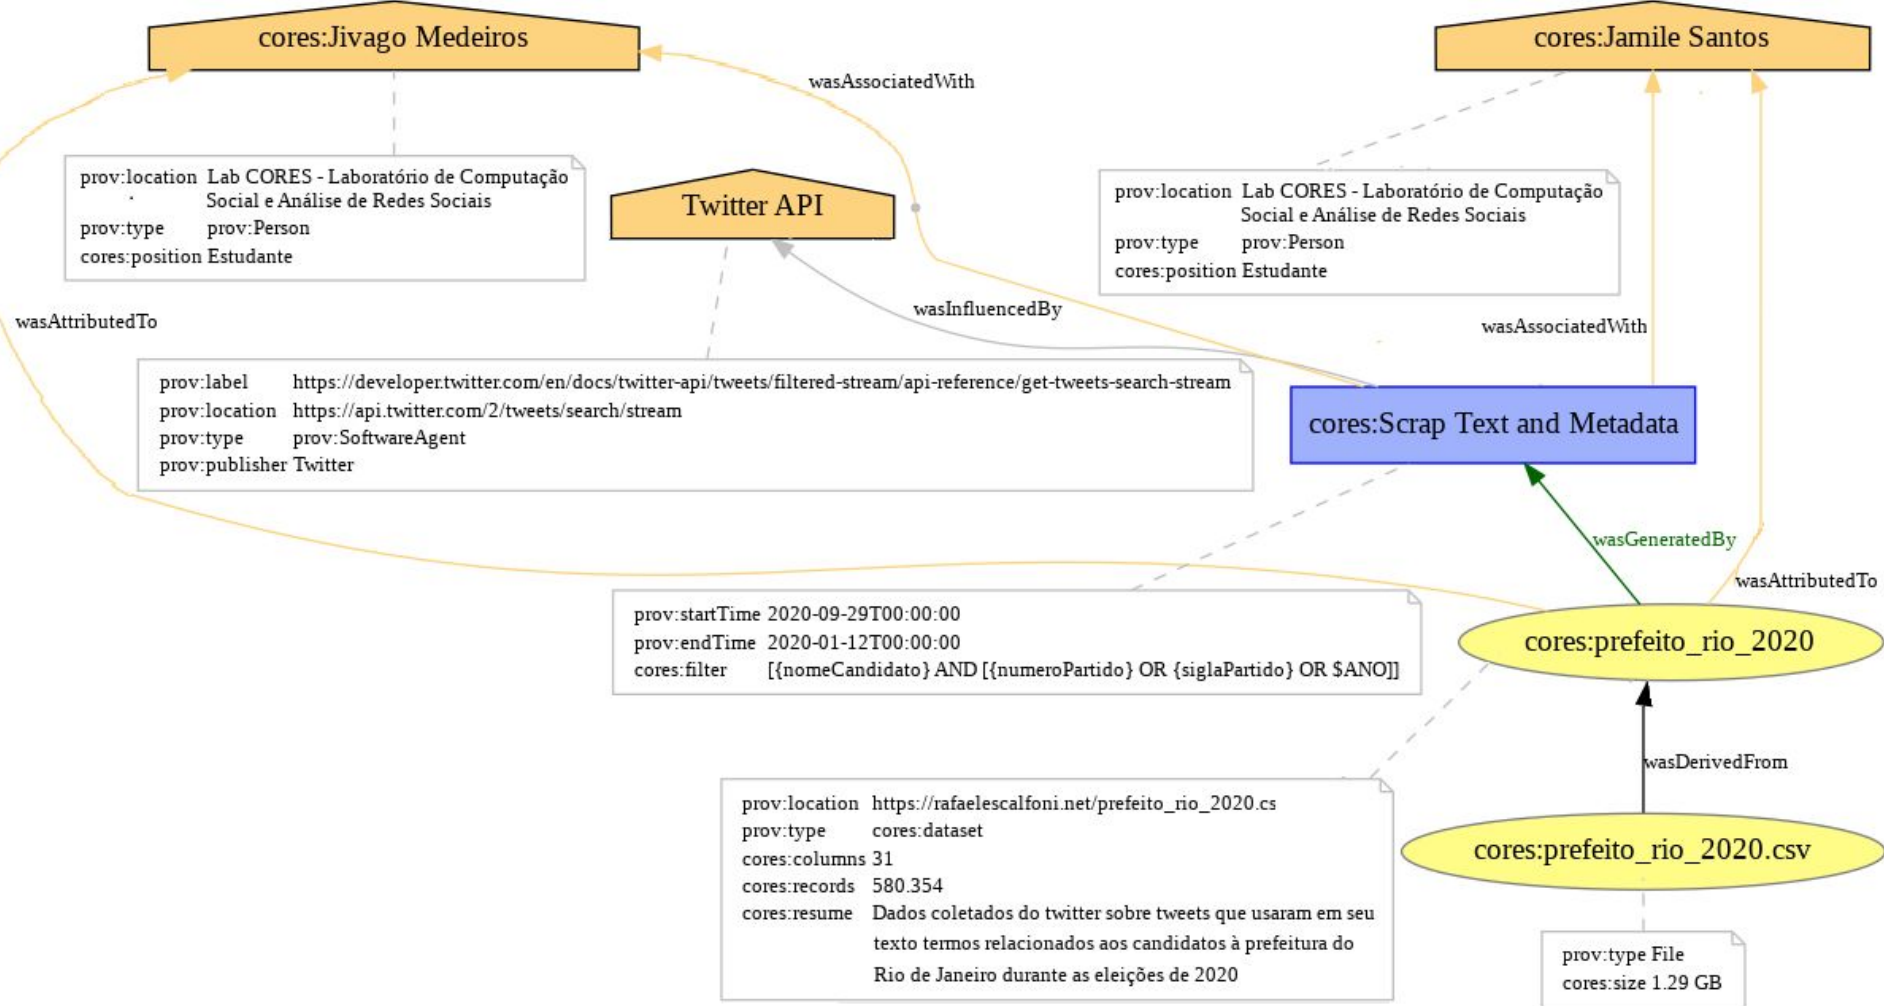 cores:Jivago Medeiros
cores:Jamile Santos
wasAssociatedWith
prov:location Lab CORES - Laboratório de Computação
Social e Análise de Redes Sociais
prov:type prov:Person
cores:position Estudante
Twitter API
prov:location Lab CORES - Laboratório de Computação
Social e Análise de Redes Sociais
prov:type prov:Person
cores:position Estudante
wasAttributedTo
wasInfluencedBy
wasAssociatedWith
prov:label https://developer.twitter.com/en/docs/twitter-api/tweets/filtered-stream/api-reference/get-tweets-search-stream
prov:location https://api.twitter.com/2/tweets/search/stream
prov:type prov:SoftwareAgent
prov:publisher Twitter
cores:Scrap Text and Metadata
wasGeneratedBy
wasAttributedTo
prov:startTime 2020-09-29T00:00:00
prov:endTime 2020-01-12T00:00:00
cores:filter [{nomeCandidato} AND [{numeroPartido} OR {siglaPartido} OR $ANO]]
cores:prefeito_rio_2020
wasDerivedFrom
prov:location https://rafaelescalfoni.net/prefeito_rio_2020.cs
prov:type cores:dataset
cores:columns 31
cores:records 580.354
cores:resume Dados coletados do twitter sobre tweets que usaram em seu
texto termos relacionados aos candidatos à prefeitura do
Rio de Janeiro durante as eleições de 2020
cores:prefeito_rio_2020.csv
prov:type File
cores:size 1.29 GB